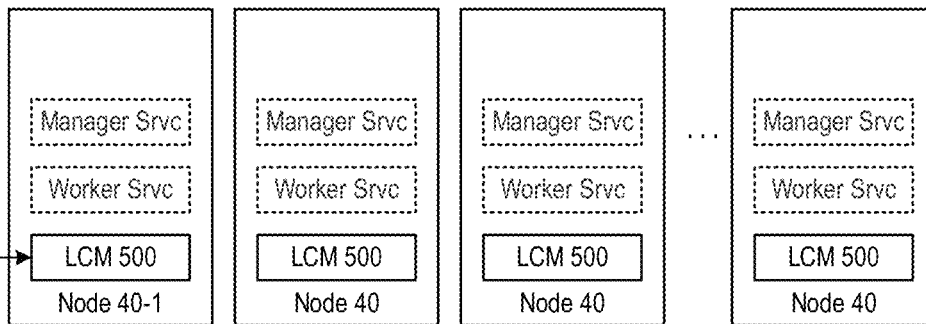 Manager Srvc
Worker Srvc
LCM 500
Node 40-1
Manager Srvc
Worker Srvc
LCM 500
Node 40
Manager Srvc
Worker Srvc
LCM 500
Node 40
...
Manager Srvc
Worker Srvc
LCM 500
Node 40